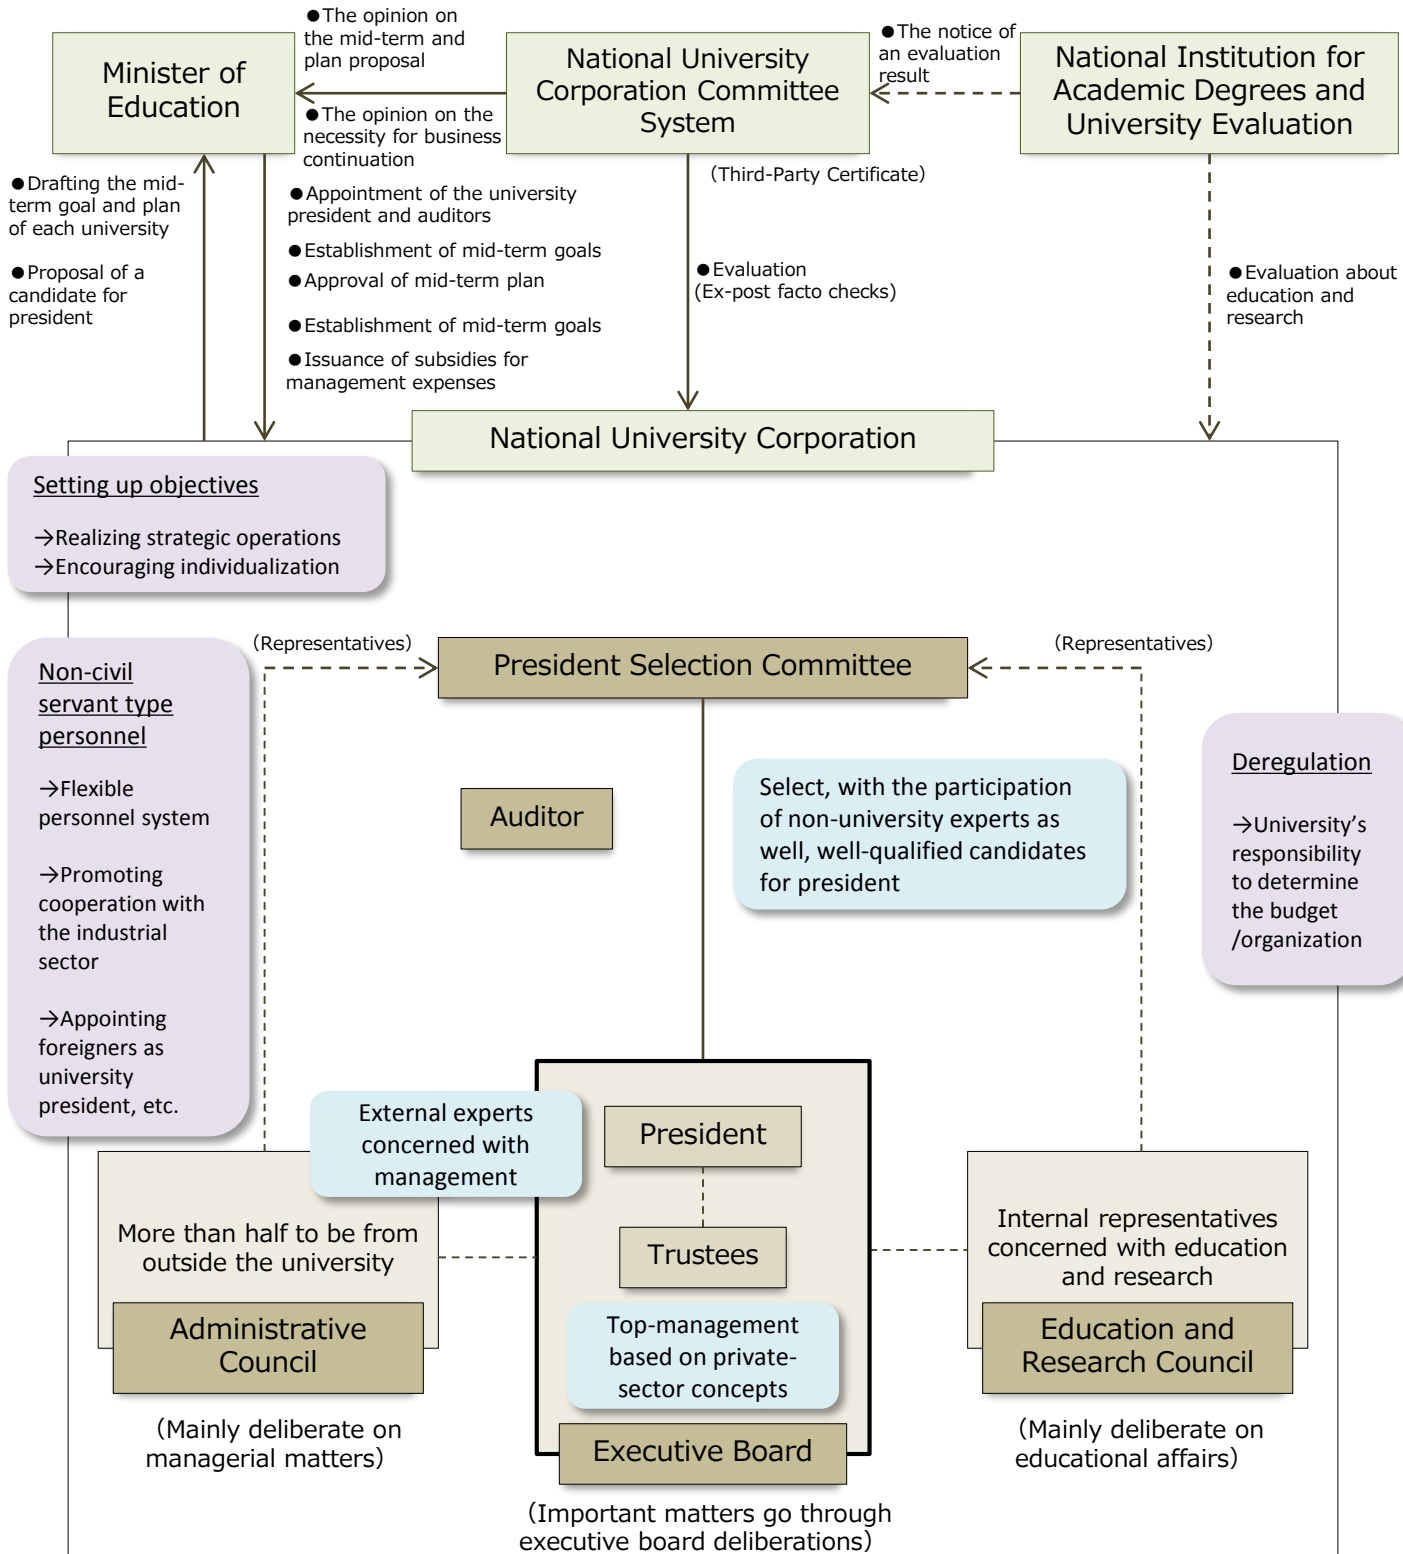 ●The opinion on
the mid-term and
plan proposal
●The notice of
an evaluation
result
Minister of
Education
National University
Corporation Committee
System
National Institution for
Academic Degrees and
University Evaluation
●The opinion on the
necessity for business
continuation
(Third-Party Certificate)
●Drafting the mid-
term goal and plan
of each university
●Proposal of a
candidate for
president
●Appointment of the university
president and auditors
●Establishment of mid-term goals
●Approval of mid-term plan
●Establishment of mid-term goals
●Issuance of subsidies for
management expenses
●Evaluation
(Ex-post facto checks)
●Evaluation about
education and
research
National University Corporation
Setting up objectives
→Realizing strategic operations
→Encouraging individualization
(Representatives)
President Selection Committee
(Representatives)
Non-civil
servant type
personnel
→Flexible
personnel system
→Promoting
cooperation with
the industrial
sector
→Appointing
foreigners as
university
president, etc.
Auditor
Select, with the participation
of non-university experts as
well, well-qualified candidates
for president
Deregulation
→University's
responsibility
to determine
the budget
/organization
External experts
concerned with
management
President
Trustees
More than half to be from
outside the university
Administrative
Council
(Mainly deliberate on
managerial matters)
Top-management
based on private-
sector concepts
Executive Board
(Important matters go through
executive board deliberations)
Internal representatives
concerned with education
and research
Education and
Research Council
(Mainly deliberate on
educational affairs)